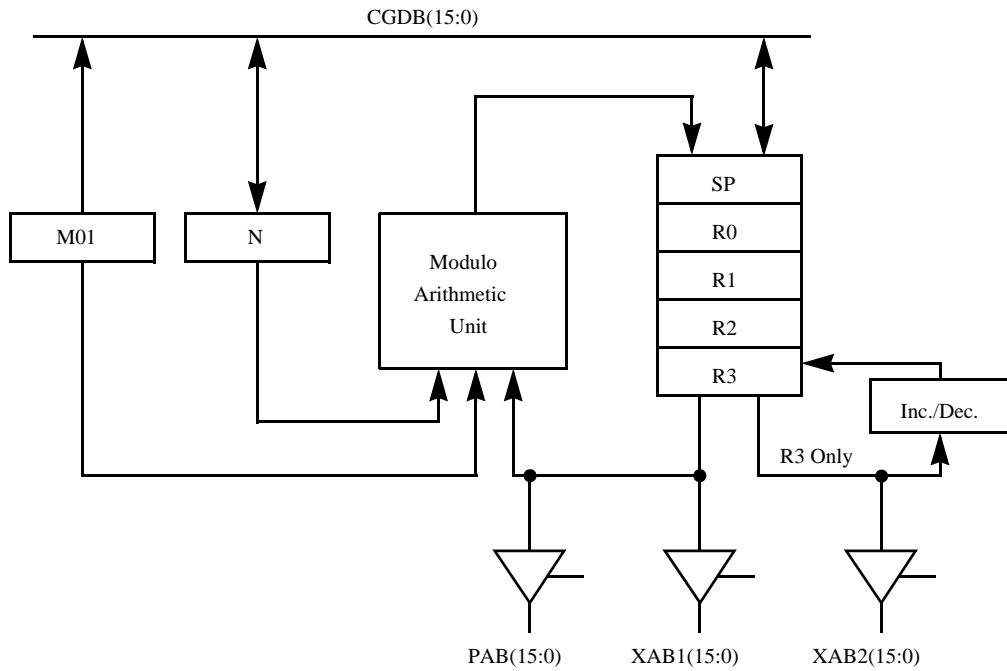 CGDB(15:0)
M01
N
Modulo
Arithmetic
Unit
SP
R0
R1
R2
R3
Inc./Dec.
R3 Only
PAB(15:0)
XAB1(15:0)
XAB2(15:0)